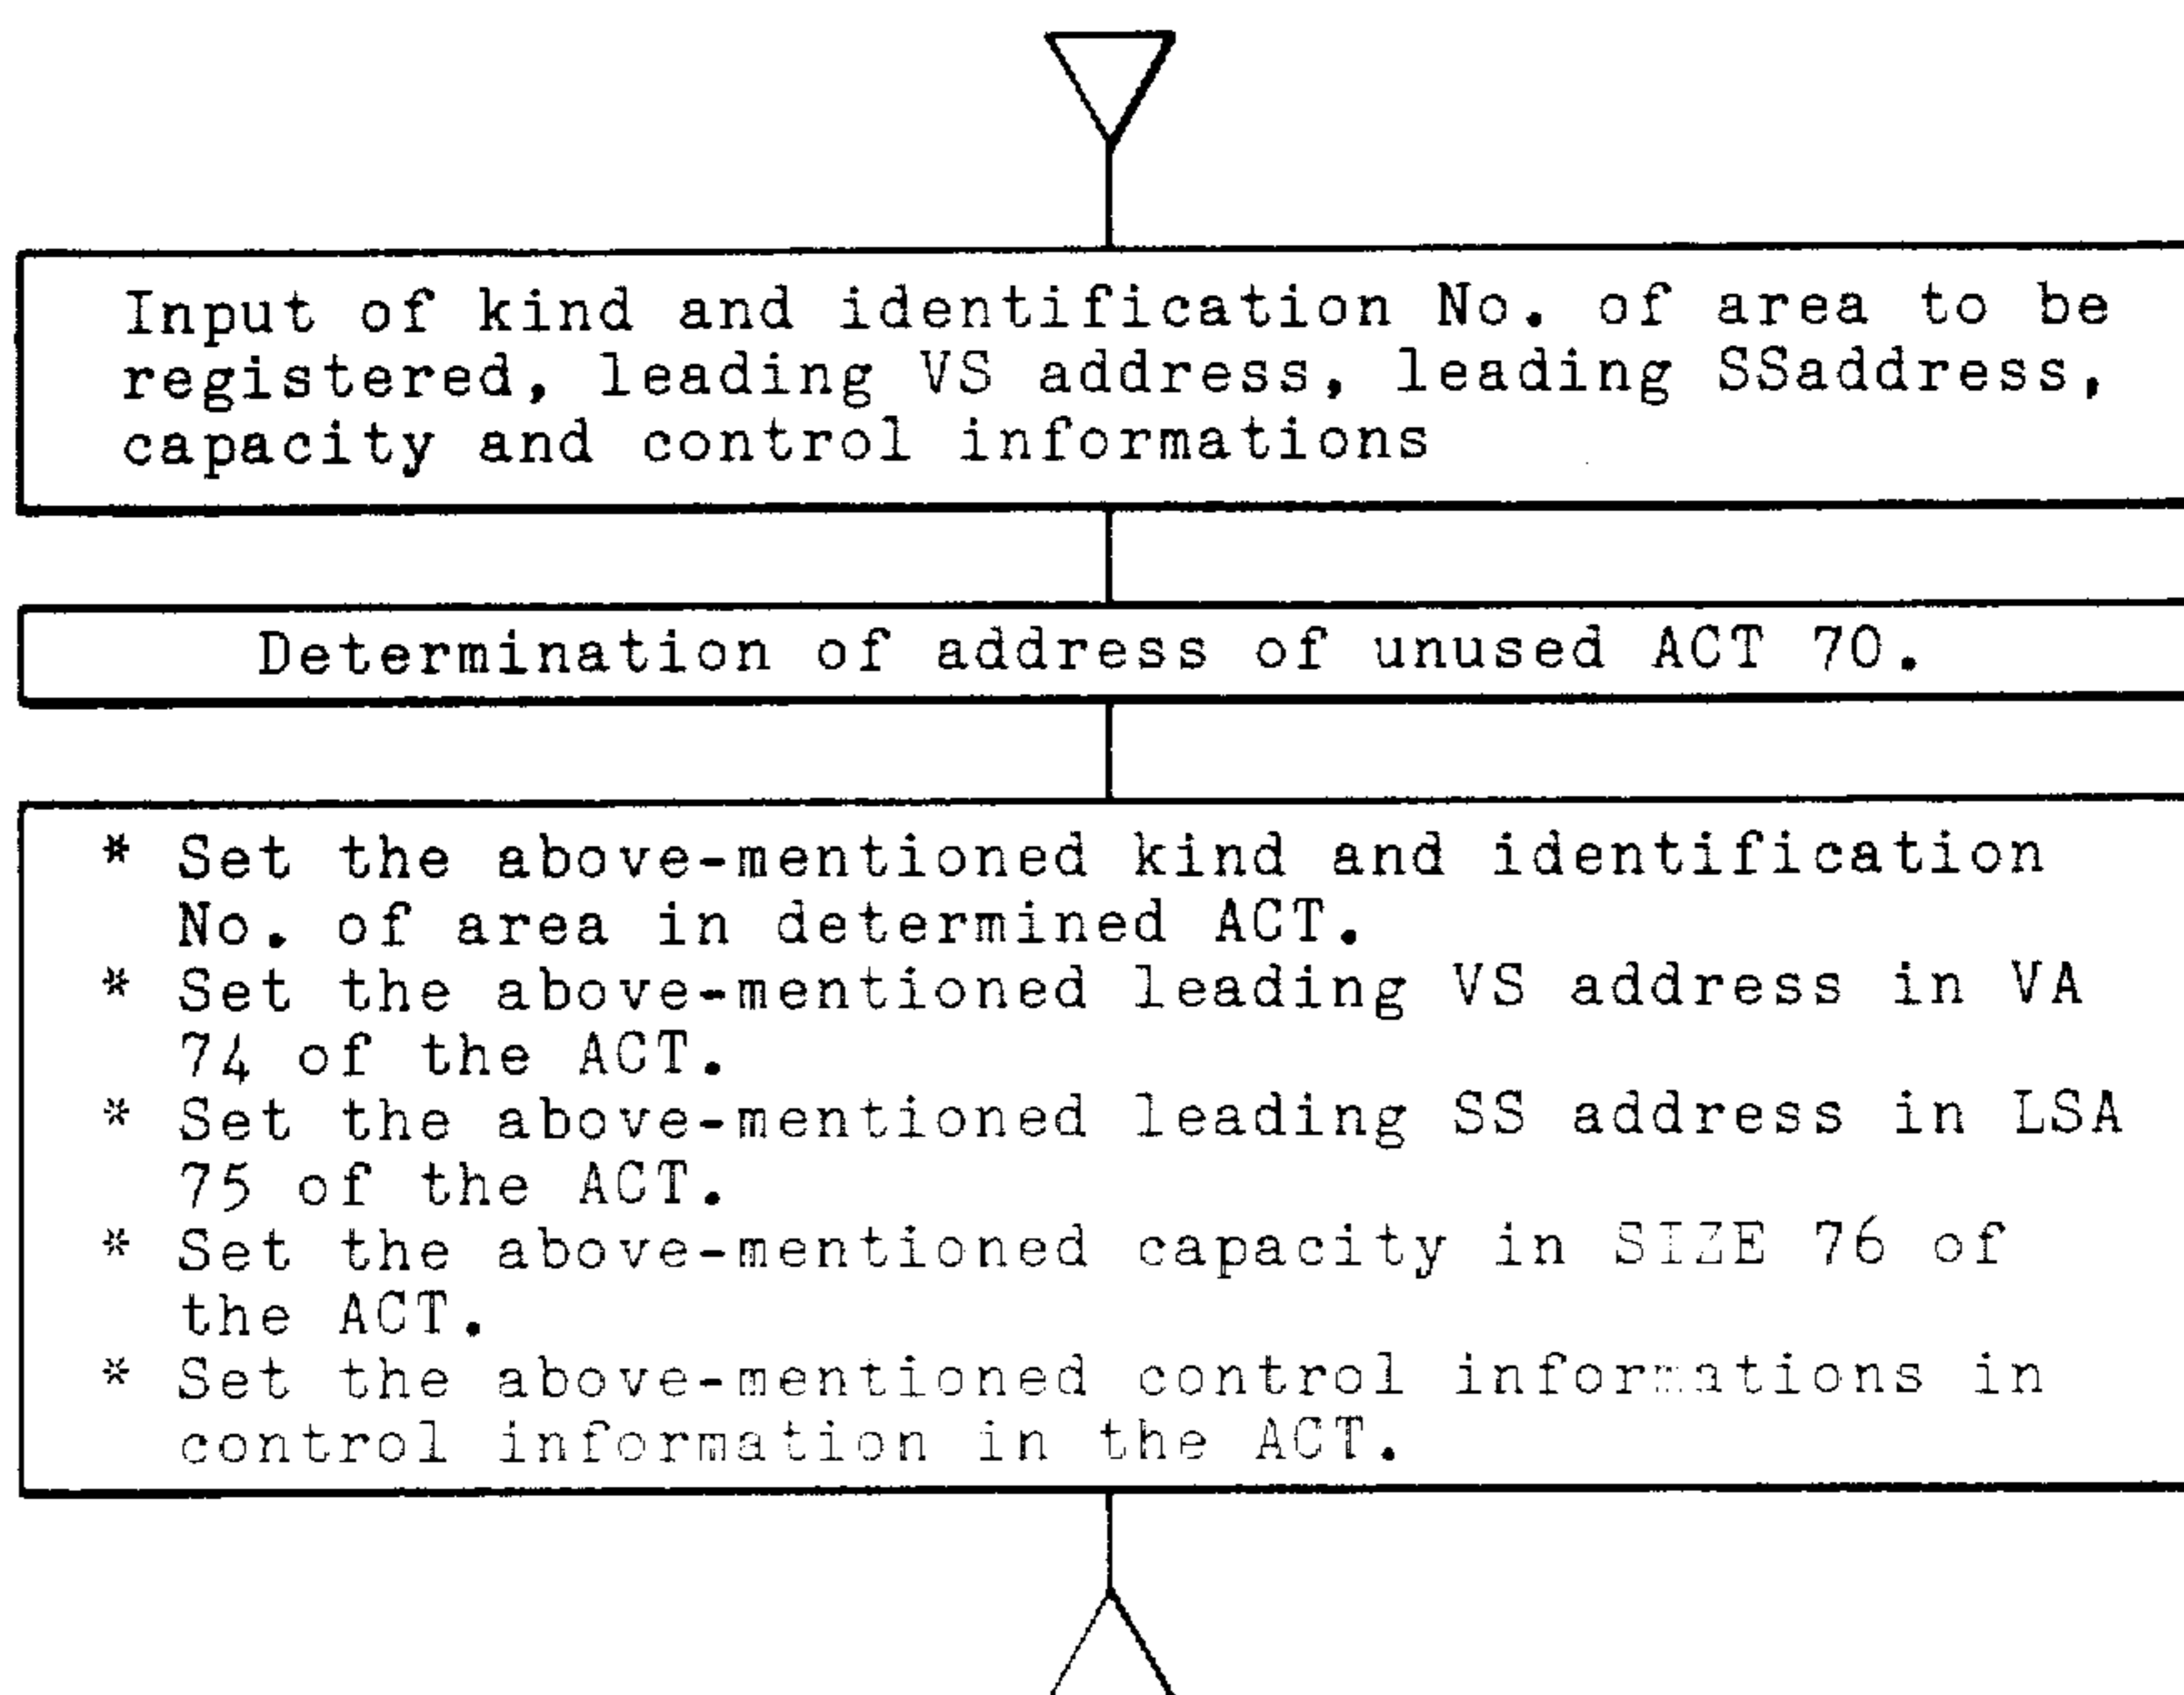 Input of kind and identification No. of area to be
registered, leading VS address, leading SSaddress,
capacity and control informations
Determination of address of unused ACT 70.
* Set the above-mentioned kind and identification
No. of area in determined ACT.
* Set the above-mentioned leading VS address in VA
74 of the ACT.
* Set the above-mentioned leading SS address in LSA
75 of the ACT.
* Set the above-mentioned capacity in SIZE 76 of
the ACT.
* Set the above-mentioned control informations in
control information in the ACT.